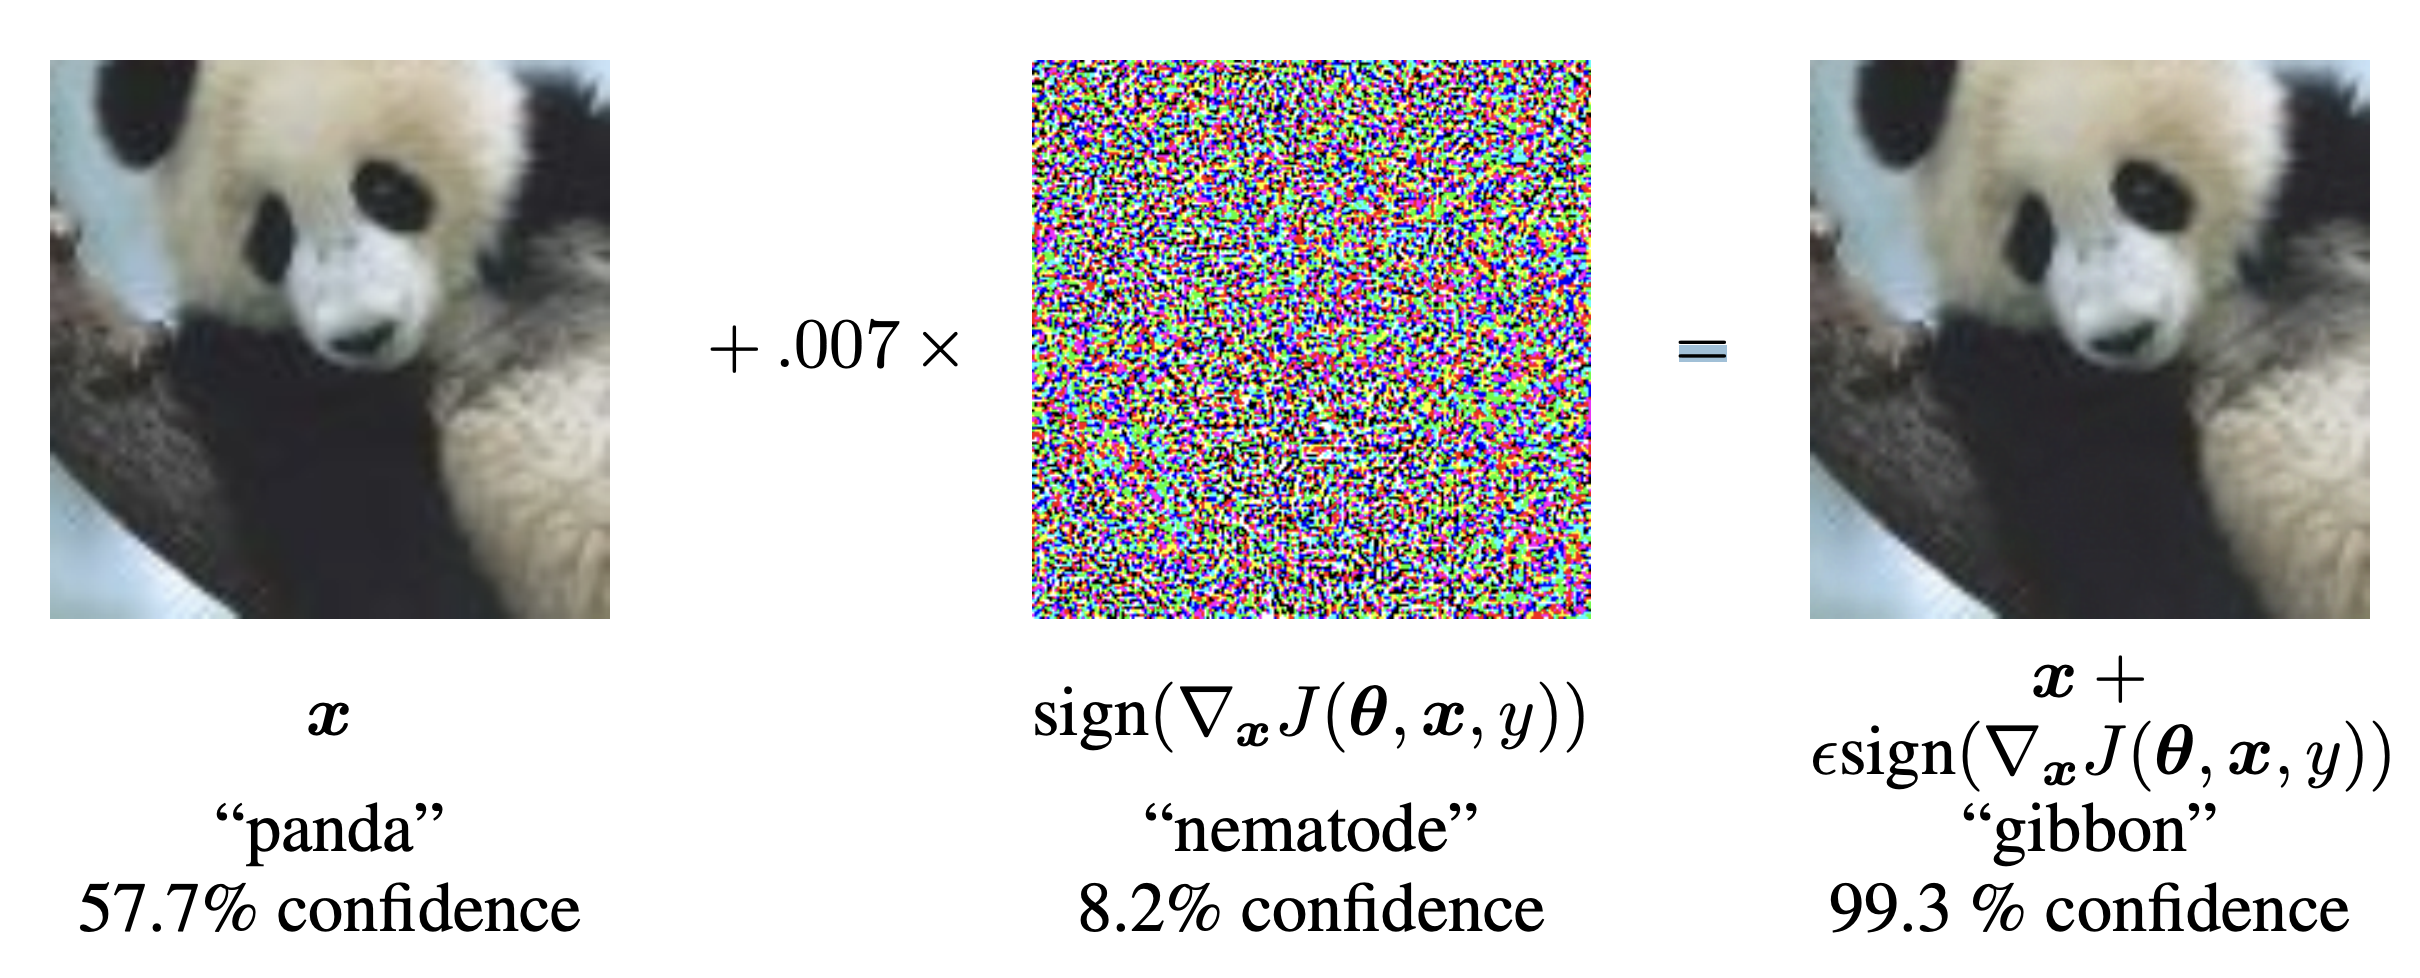 + .007 × =
x
sign(∇ₓJ(θ, x, y))
x +
ϵsign(∇ₓJ(θ, x, y))
“panda”
“nematode”
“gibbon”
57.7% confidence
8.2% confidence
99.3 % confidence